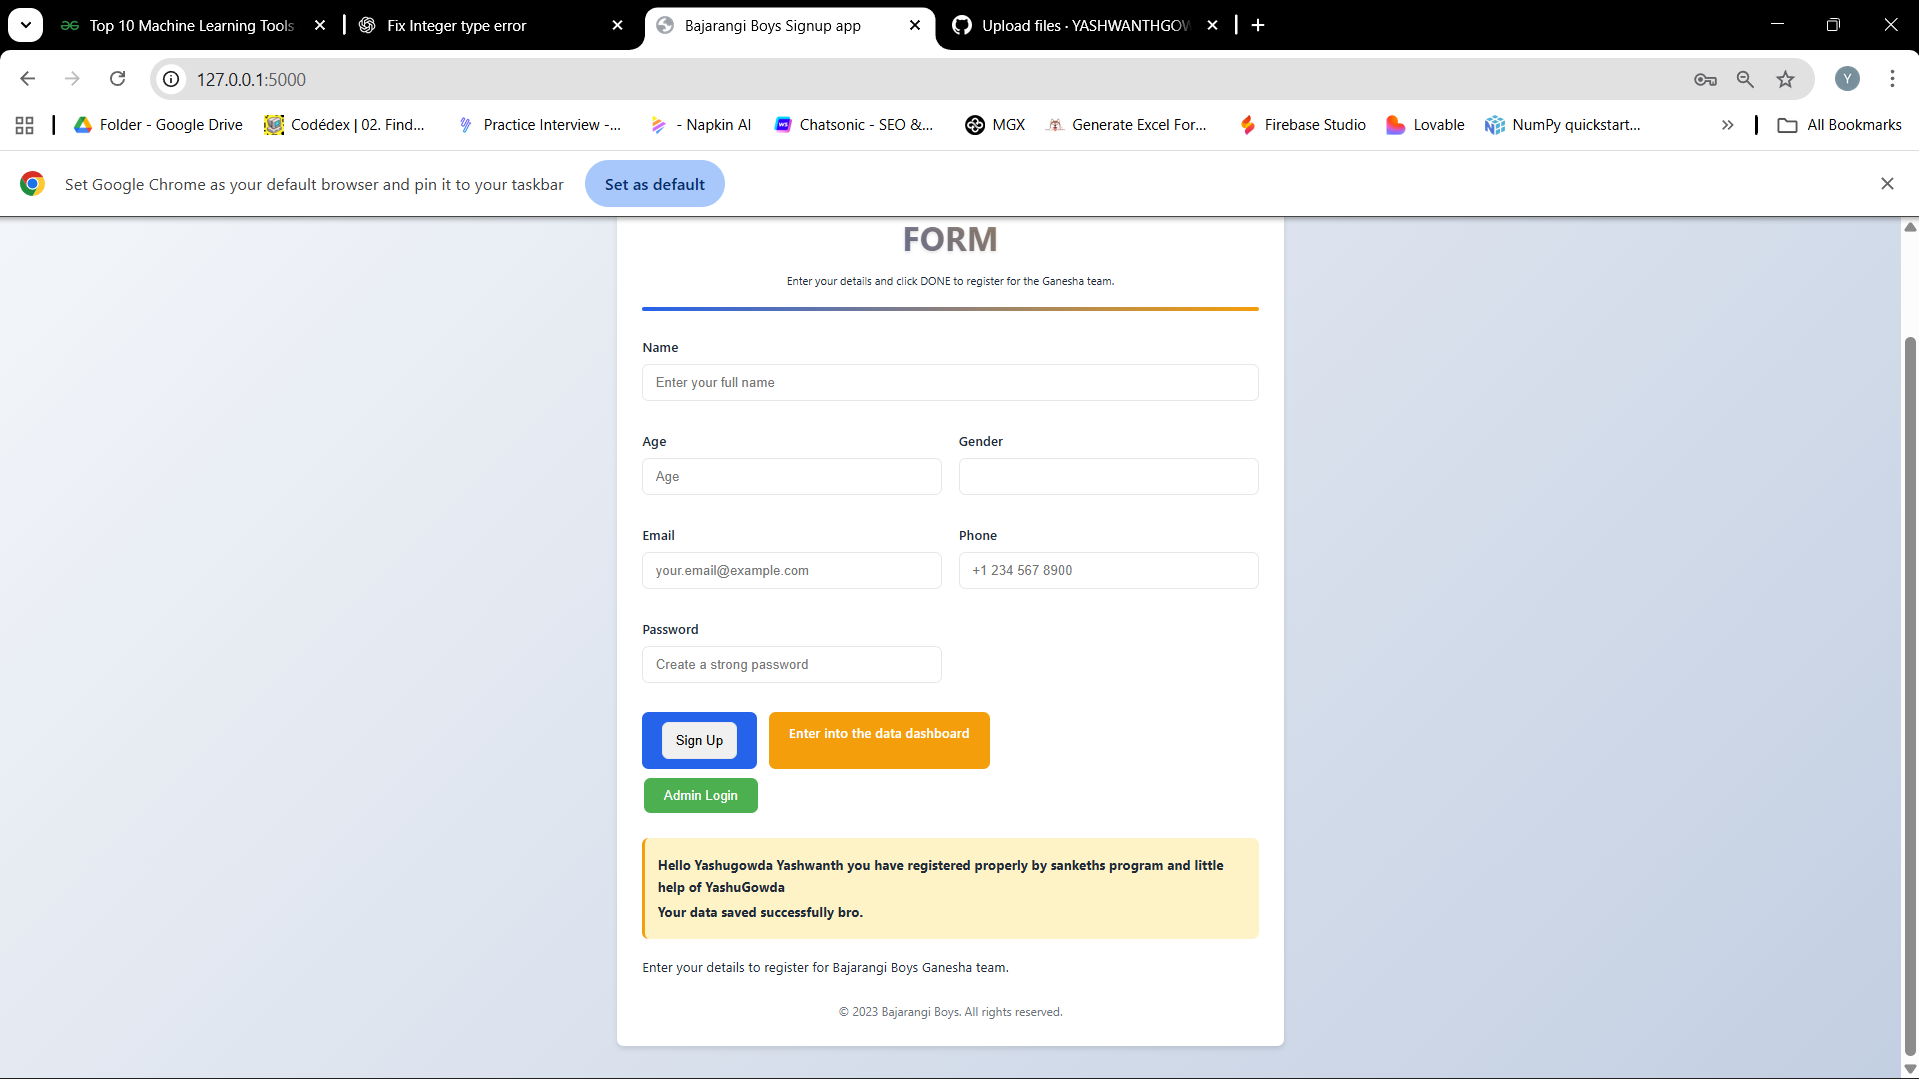 Top 10 Machine Learning Tools
Fix Integer type error
Bajarangi Boys Signup app
Upload files · YASHWANTHGOW
127.0.0.1:5000
Y
Folder - Google Drive
Codédex | 02. Find...
Practice Interview -...
- Napkin AI
Chatsonic - SEO &...
MGX
Generate Excel For...
Firebase Studio
Lovable
NumPy quickstart...
All Bookmarks
Set Google Chrome as your default browser and pin it to your taskbar
Set as default
FORM
Enter your details and click DONE to register for the Ganesha team.
Name
Enter your full name
Age
Gender
Age
Email
Phone
your.email@example.com
+1 234 567 8900
Password
Create a strong password
Sign Up
Enter into the data dashboard
Admin Login
Hello Yashugowda Yashwanth you have registered properly by sankeths program and little
help of YashuGowda
Your data saved successfully bro.
Enter your details to register for Bajarangi Boys Ganesha team.
© 2023 Bajarangi Boys. All rights reserved.